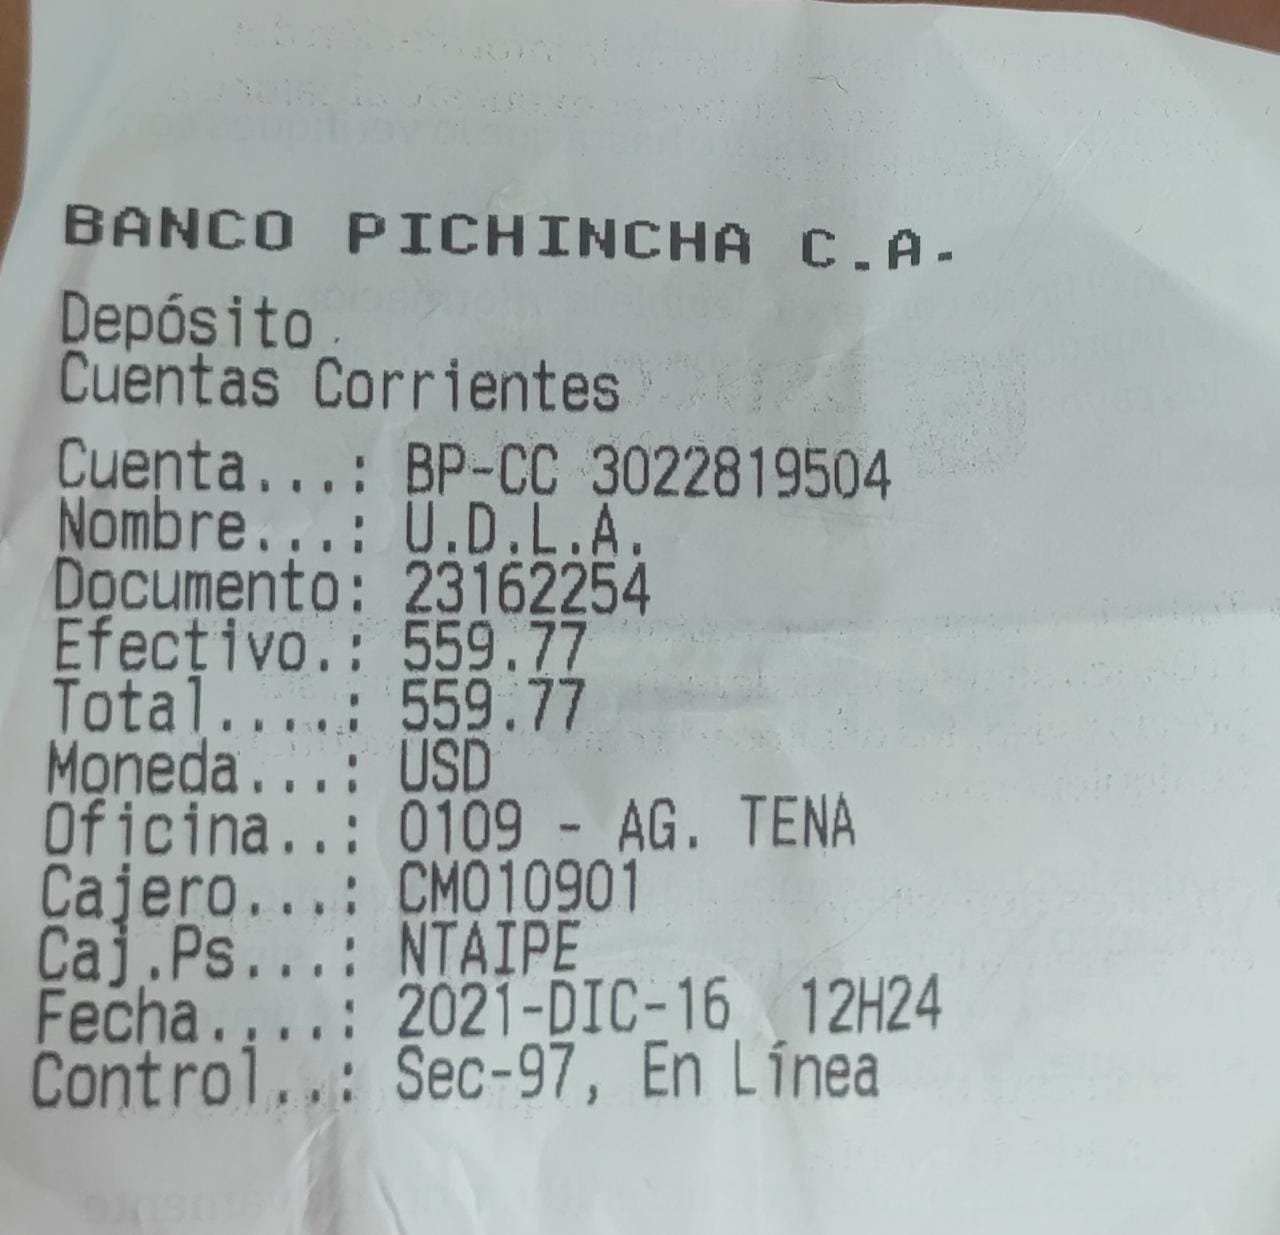 BANCO PICHINCHA C.A.
Depósito
Cuentas Corrientes
Cuenta...: BP-CC 3022819504
Nombre...: U.D.L.A.
Documento: 23162254
Efectivo.: 559.77
Total....: 559.77
Moneda...: USD
Oficina..: 0109 - AG. TENA
Cajero...: CM010901
Caj.Ps...: NTAIPE
Fecha....: 2021-DIC-16 12H24
Control..: Sec-97, En Línea